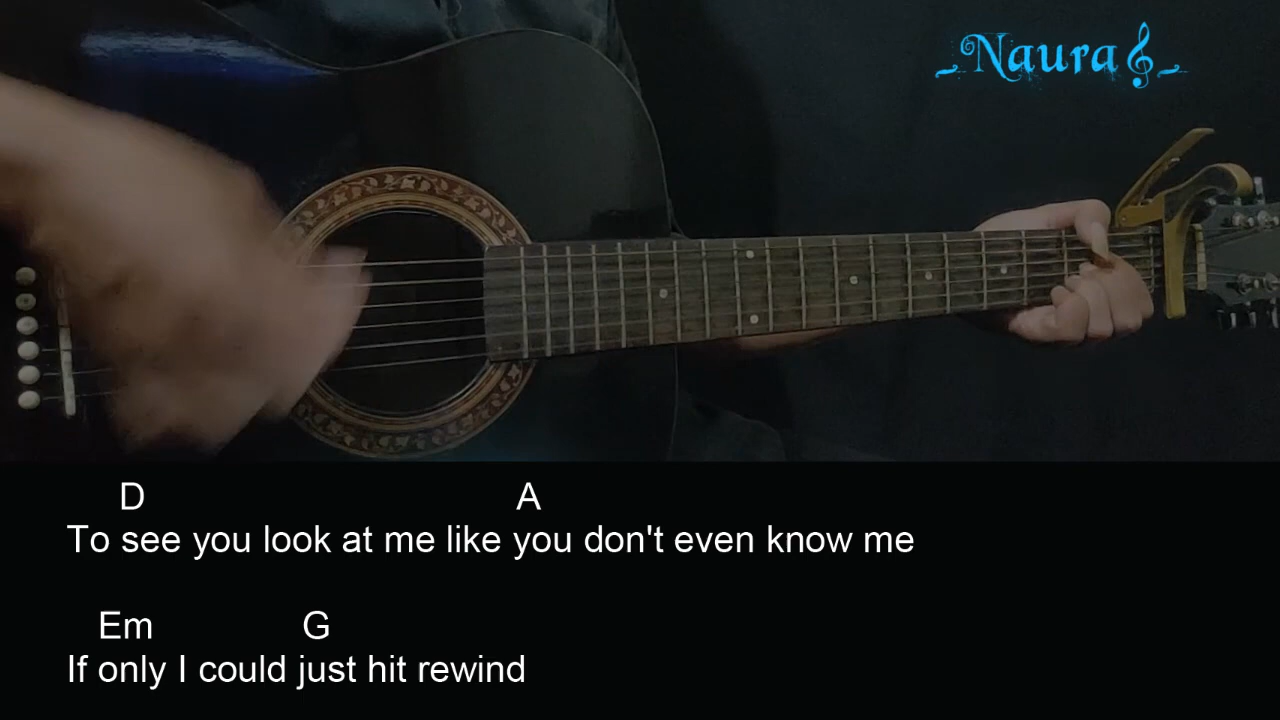 Naura
D A
To see you look at me like you don't even know me
Em G
If only I could just hit rewind